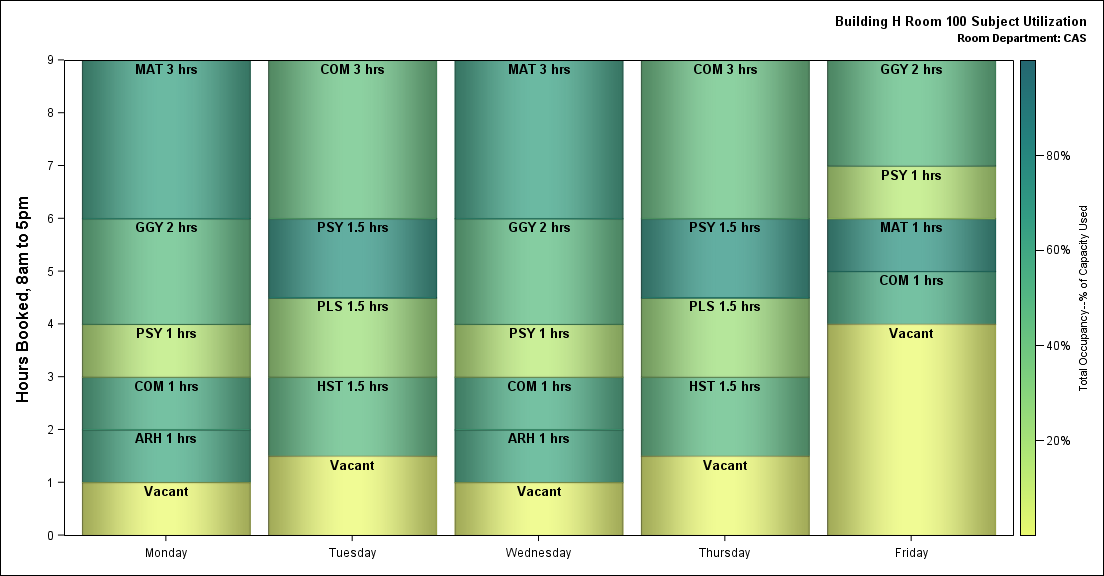 Building H Room 100 Subject Utilization
Room Department: CAS
Hours Booked, 8am to 5pm
9
8
7
6
5
4
3
2
1
0
MAT 3 hrs
GGY 2 hrs
PSY 1 hrs
COM 1 hrs
ARH 1 hrs
Vacant
COM 3 hrs
PSY 1.5 hrs
PLS 1.5 hrs
HST 1.5 hrs
Vacant
MAT 3 hrs
GGY 2 hrs
PSY 1 hrs
COM 1 hrs
ARH 1 hrs
Vacant
COM 3 hrs
PSY 1.5 hrs
PLS 1.5 hrs
HST 1.5 hrs
Vacant
GGY 2 hrs
PSY 1 hrs
MAT 1 hrs
COM 1 hrs
Vacant
Monday
Tuesday
Wednesday
Thursday
Friday
80%
60%
40%
20%
Total Occupancy--% of Capacity Used